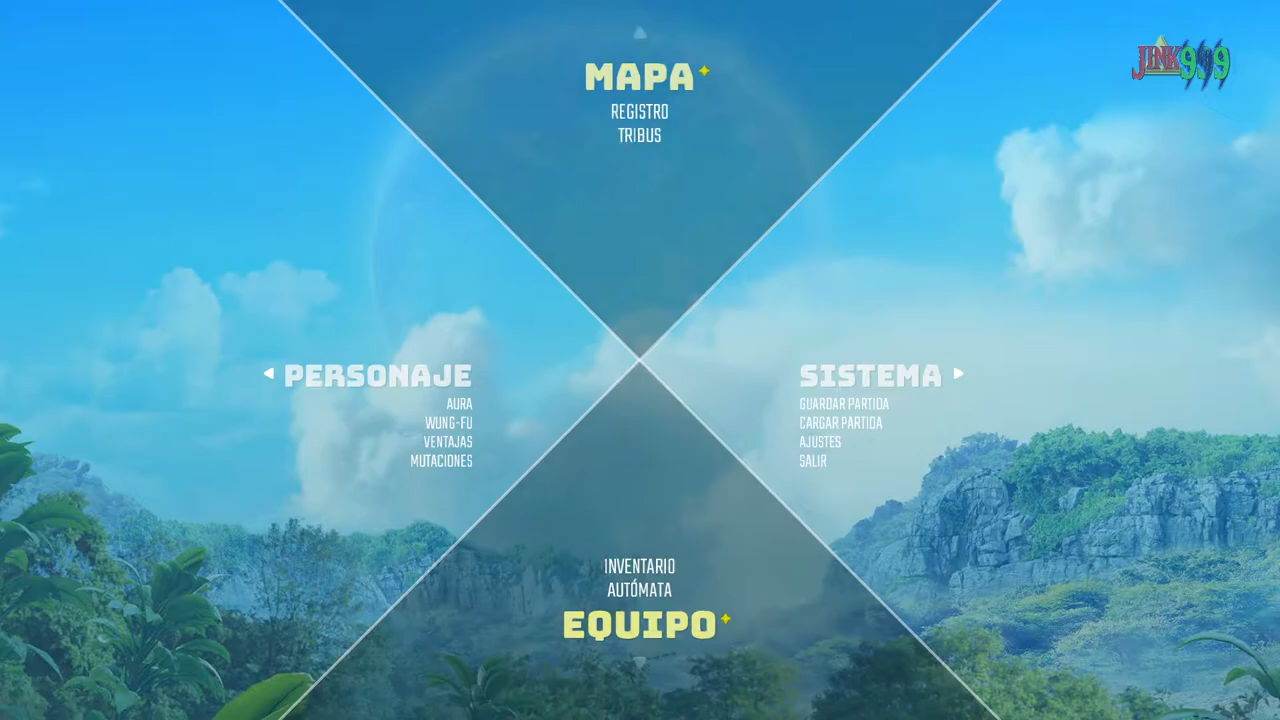 JINK999
MAPA
REGISTRO
TRIBUS
PERSONAJE
AURA
WUNG-FU
VENTAJAS
MUTACIONES
SISTEMA
GUARDAR PARTIDA
CARGAR PARTIDA
AJUSTES
SALIR
INVENTARIO
AUTÓMATA
EQUIPO